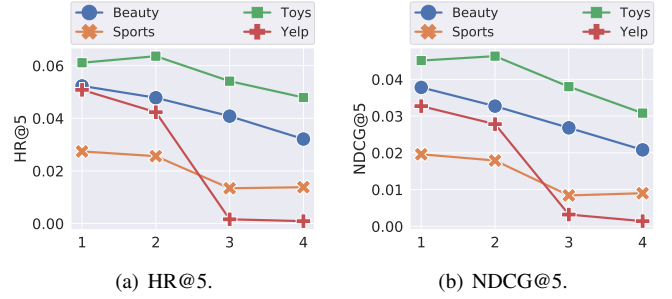 Beauty Toys
Sports Yelp
HR@5
0.06
0.04
0.02
0.00
1 2 3 4
(a) HR@5.
Beauty Toys
Sports Yelp
NDCG@5
0.04
0.03
0.02
0.01
0.00
1 2 3 4
(b) NDCG@5.